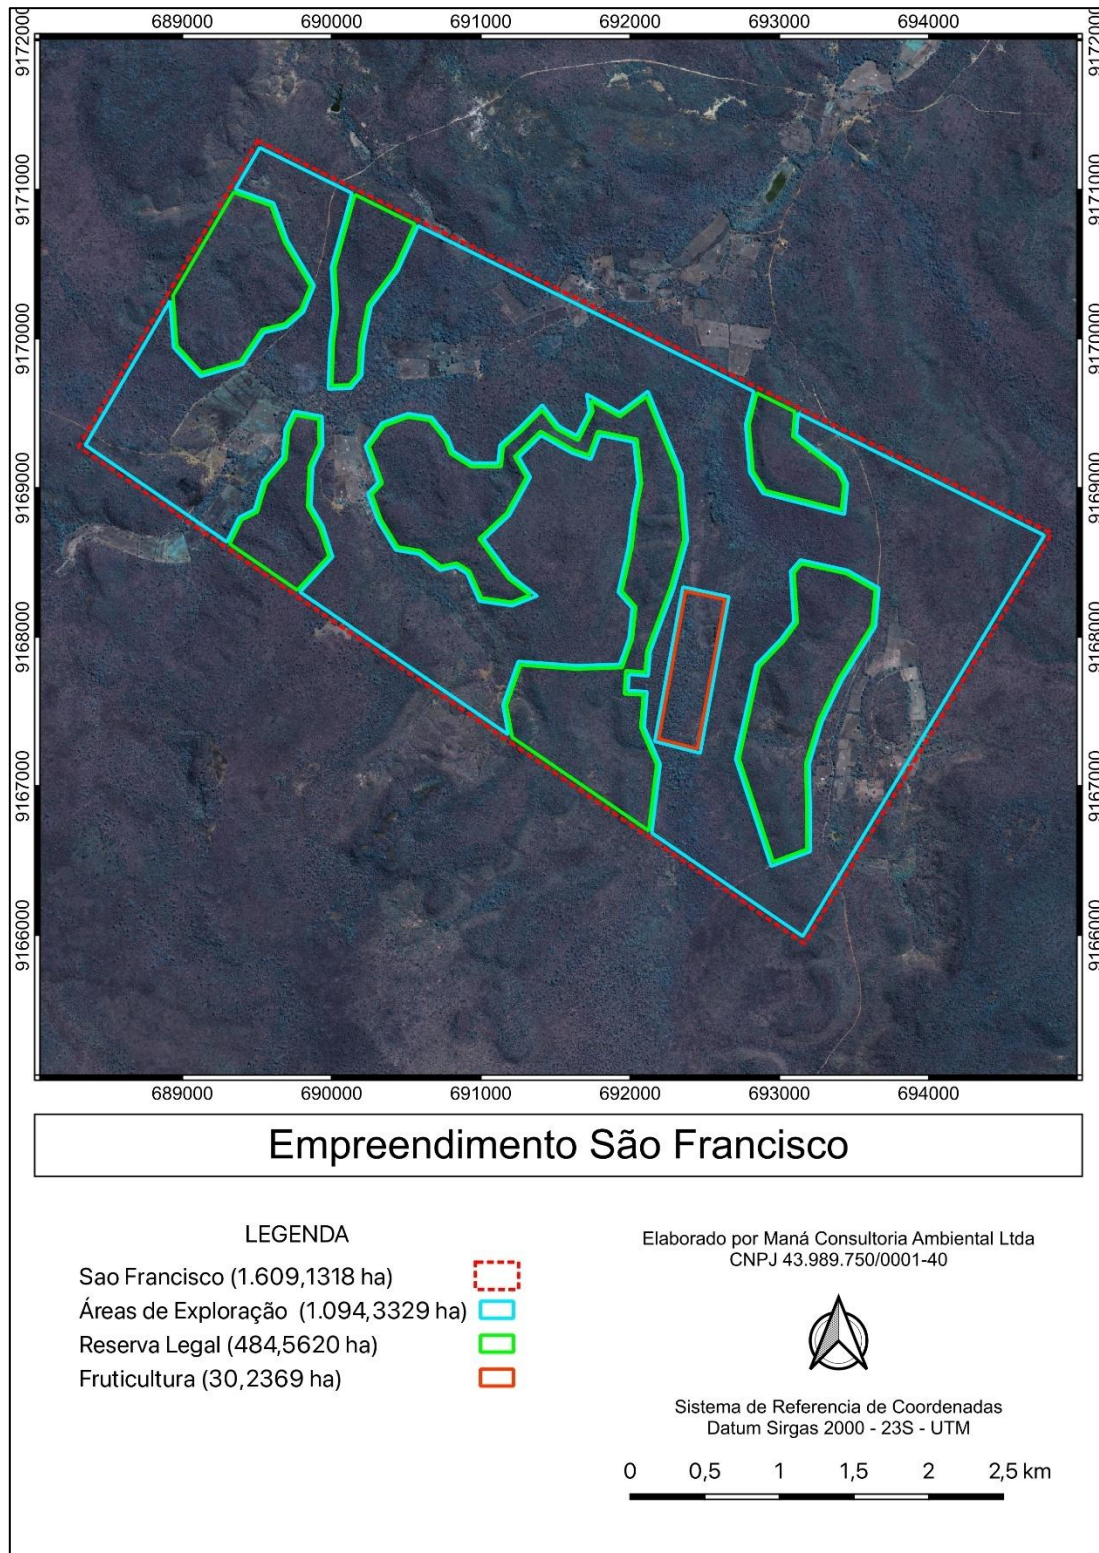 689000 690000 691000 692000 693000 694000
9172000 9172000
9171000 9171000
9170000 9170000
9169000 9169000
9168000 9168000
9167000 9167000
9166000 9166000
689000 690000 691000 692000 693000 694000
Empreendimento São Francisco
LEGENDA
Sao Francisco (1.609,1318 ha)
Áreas de Exploração (1.094,3329 ha)
Reserva Legal (484,5620 ha)
Fruticultura (30,2369 ha)
Elaborado por Maná Consultoria Ambiental Ltda
CNPJ 43.989.750/0001-40
Sistema de Referencia de Coordenadas
Datum Sirgas 2000 - 23S - UTM
0 0,5 1 1,5 2 2,5 km